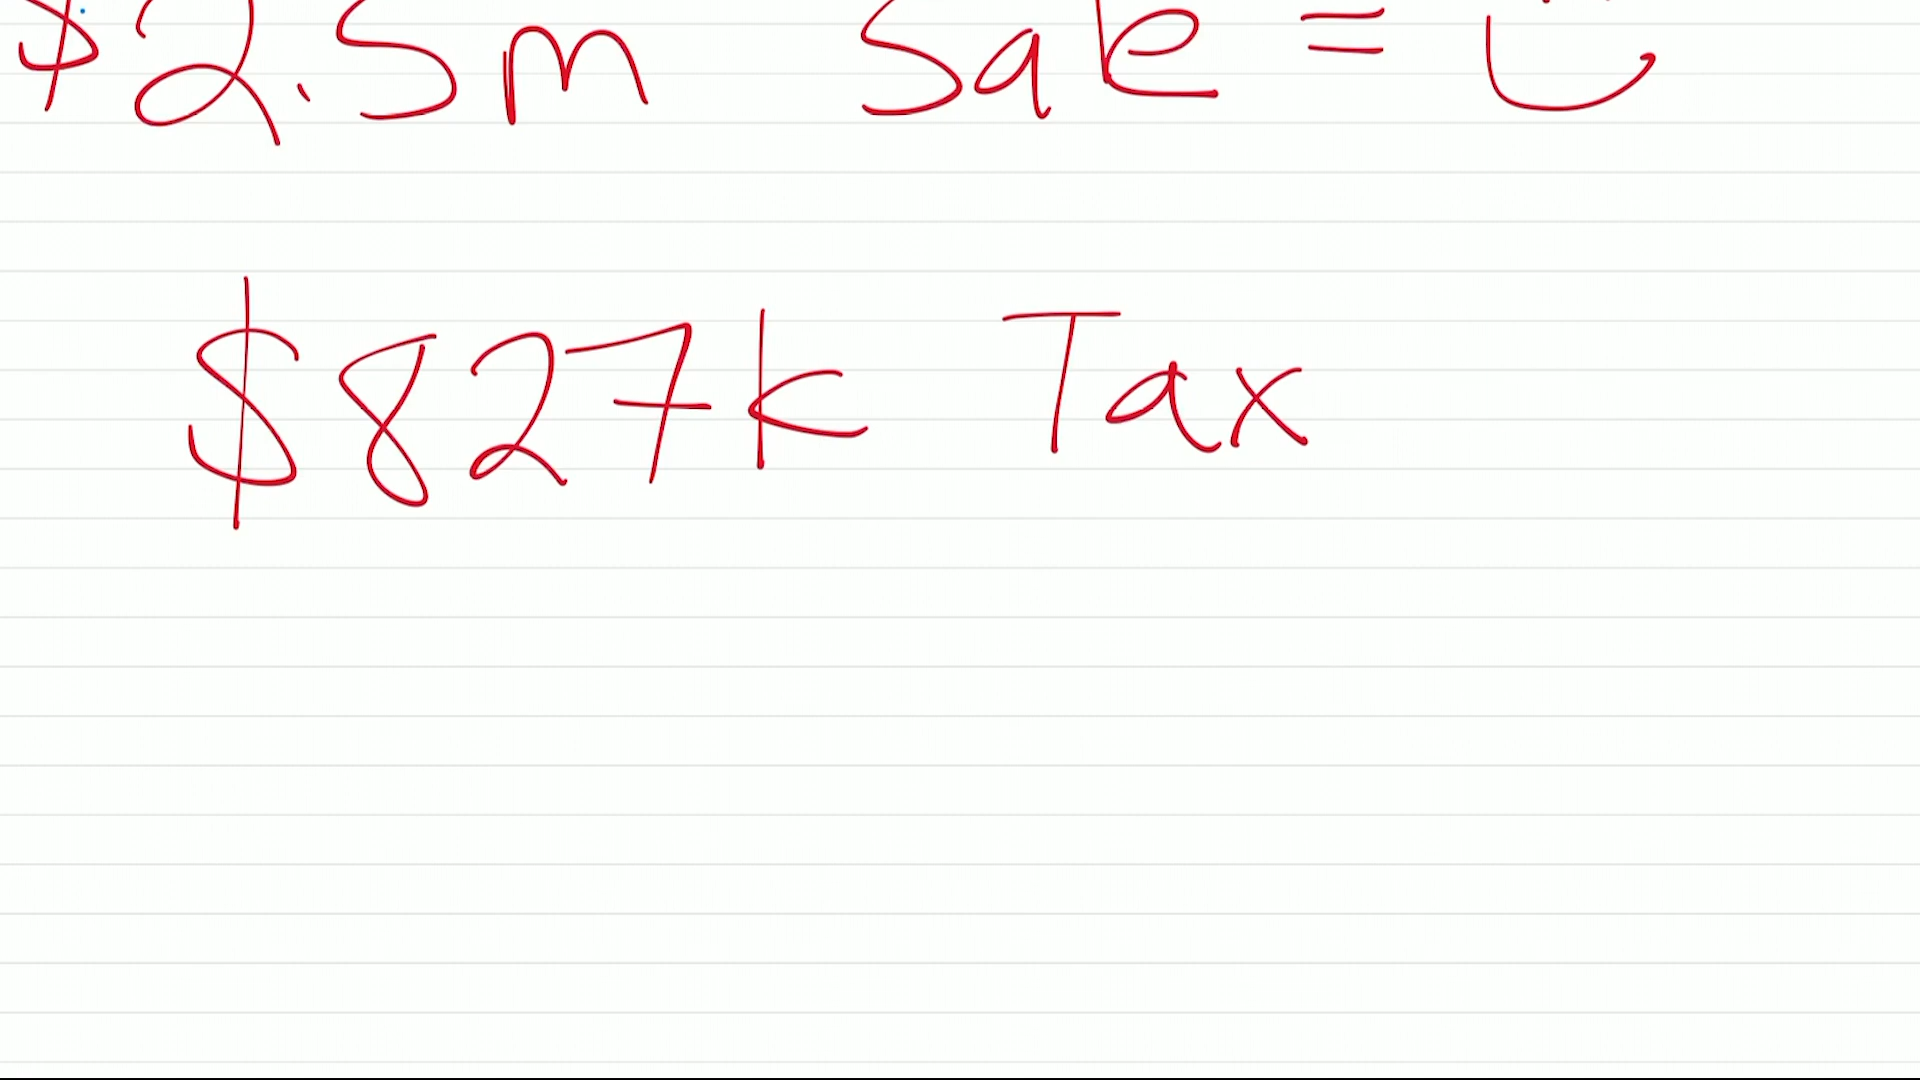 $2.5m Sale =
$827k Tax